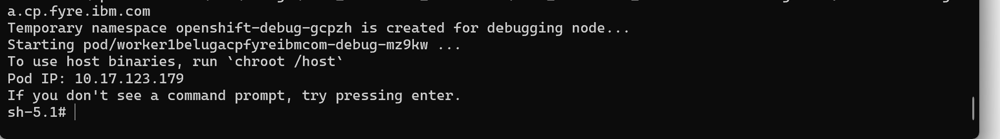 a.cp.fyre.ibm.com
Temporary namespace openshift-debug-gcpzh is created for debugging node...
Starting pod/worker1belugacpfyreibmcom-debug-mz9kw ...
To use host binaries, run `chroot /host`
Pod IP: 10.17.123.179
If you don't see a command prompt, try pressing enter.
sh-5.1#